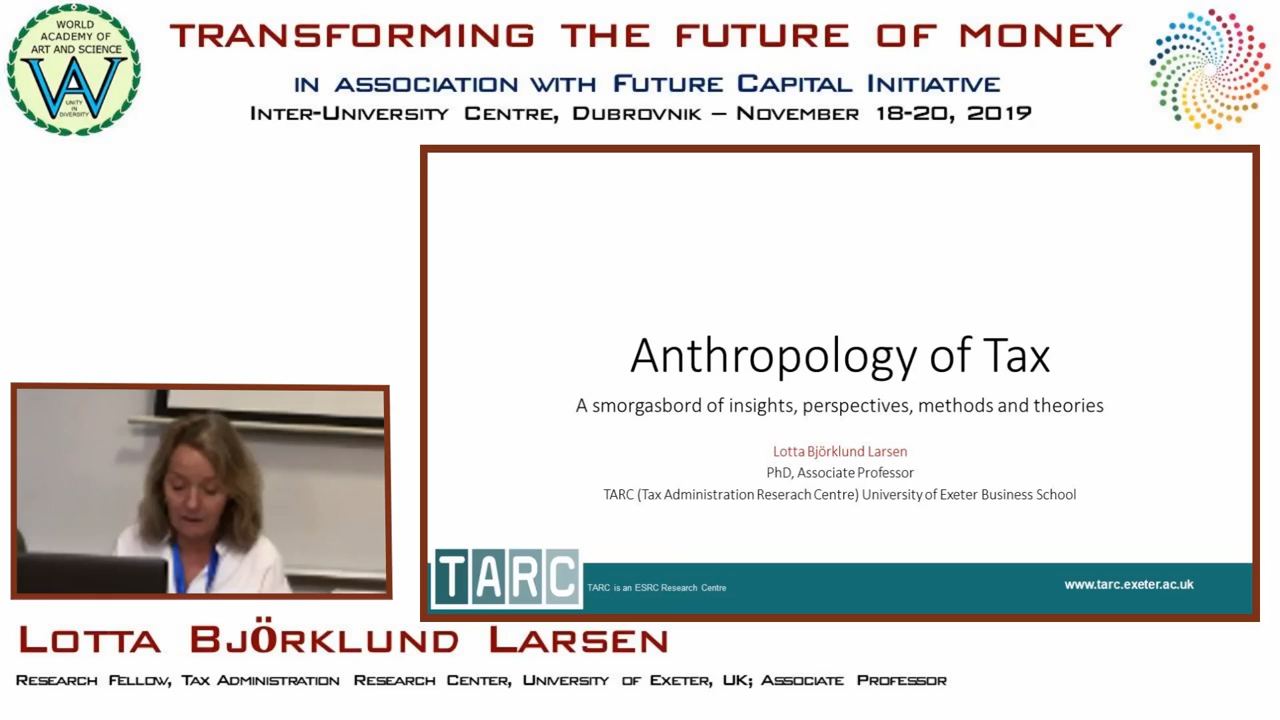 WORLD
ACADEMY OF
ART AND SCIENCE
WA
UNITY
IN
DIVERSITY
TRANSFORMING THE FUTURE OF MONEY
IN ASSOCIATION WITH FUTURE CAPITAL INITIATIVE
INTER-UNIVERSITY CENTRE, DUBROVNIK – NOVEMBER 18-20, 2019
Anthropology of Tax
A smorgasbord of insights, perspectives, methods and theories
Lotta Björklund Larsen
PhD, Associate Professor
TARC (Tax Administration Reserach Centre) University of Exeter Business School
TARC
TARC is an ESRC Research Centre
www.tarc.exeter.ac.uk
LOTTA BJÖRKLUND LARSEN
RESEARCH FELLOW, TAX ADMINISTRATION RESEARCH CENTER, UNIVERSITY OF EXETER, UK; ASSOCIATE PROFESSOR